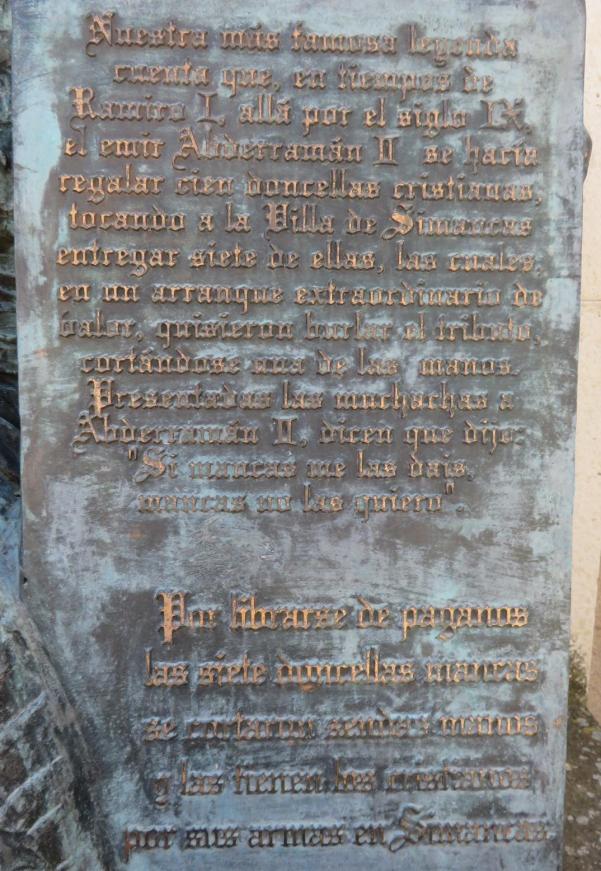 Nuestra más famosa leyenda
cuenta que, en tiempos de
Ramiro I, allá por el siglo IX,
el emir Abderramán II se hacía
regalar cien doncellas cristianas,
tocando a la Villa de Simancas
entregar siete de ellas, las cuales,
en un arranque extraordinario de
valor, quisieron burlar el tributo,
cortándose una de las manos.
Presentadas las muchachas a
Abderramán II, dicen que dijo:
"Si mancas me las dais,
mancas no las quiero".
Por librarse de paganos
las siete doncellas mancas
se cortaron sendas manos
y las tienen los cristianos
por sus armas en Simancas